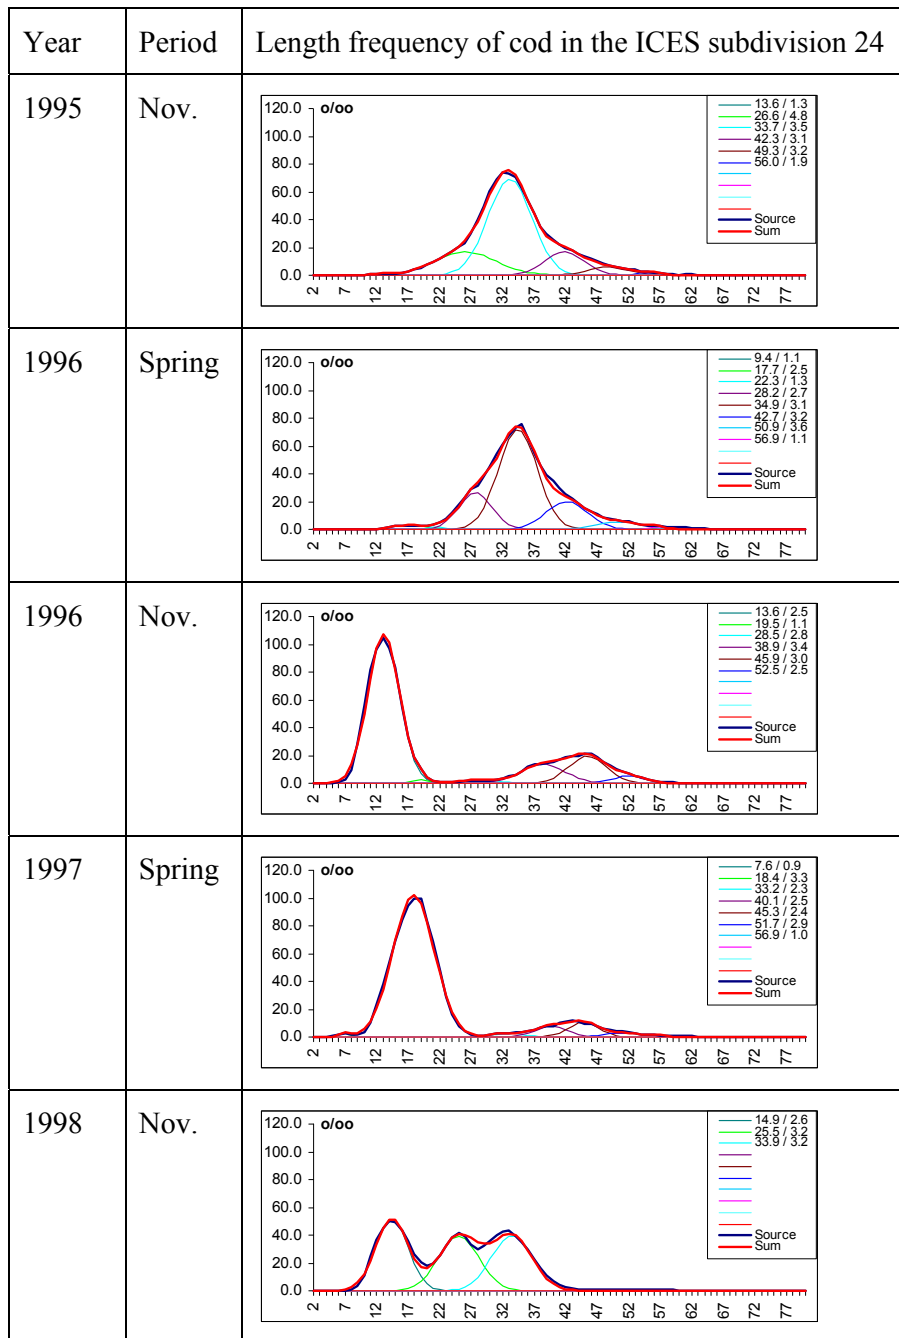 Year Period Length frequency of cod in the ICES subdivision 24
1995 Nov.
o/oo
120.0
100.0
80.0
60.0
40.0
20.0
0.0
2 7 12 17 22 27 32 37 42 47 52 57 62 67 72 77
13.6 / 1.3
26.6 / 4.8
33.7 / 3.5
42.3 / 3.1
49.3 / 3.2
56.0 / 1.9
Source
Sum
1996 Spring
o/oo
120.0
100.0
80.0
60.0
40.0
20.0
0.0
2 7 12 17 22 27 32 37 42 47 52 57 62 67 72 77
9.4 / 1.1
17.7 / 2.5
22.3 / 1.3
28.2 / 2.7
34.9 / 3.1
42.7 / 3.2
50.9 / 3.6
56.9 / 1.1
Source
Sum
1996 Nov.
o/oo
120.0
100.0
80.0
60.0
40.0
20.0
0.0
2 7 12 17 22 27 32 37 42 47 52 57 62 67 72 77
13.6 / 2.5
19.5 / 1.1
28.5 / 2.8
38.9 / 3.4
45.9 / 3.0
52.5 / 2.5
Source
Sum
1997 Spring
o/oo
120.0
100.0
80.0
60.0
40.0
20.0
0.0
2 7 12 17 22 27 32 37 42 47 52 57 62 67 72 77
7.6 / 0.9
18.4 / 3.3
33.2 / 2.3
40.1 / 2.5
45.3 / 2.4
51.7 / 2.9
56.9 / 1.0
Source
Sum
1998 Nov.
o/oo
120.0
100.0
80.0
60.0
40.0
20.0
0.0
2 7 12 17 22 27 32 37 42 47 52 57 62 67 72 77
14.9 / 2.6
25.5 / 3.2
33.9 / 3.2
Source
Sum